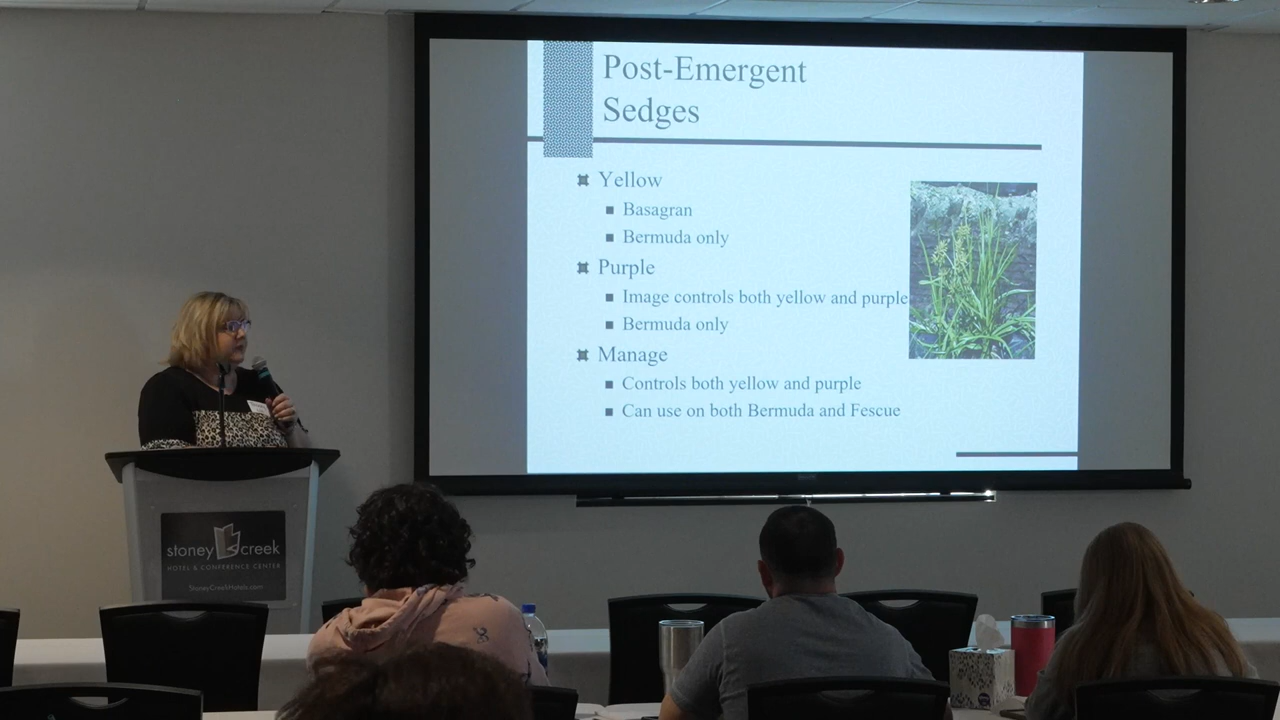 Post-Emergent
Sedges
Yellow
Basagran
Bermuda only
Purple
Image controls both yellow and purple
Bermuda only
Manage
Controls both yellow and purple
Can use on both Bermuda and Fescue
stoney creek
HOTEL & CONFERENCE CENTER
StoneyCreekHotels.com